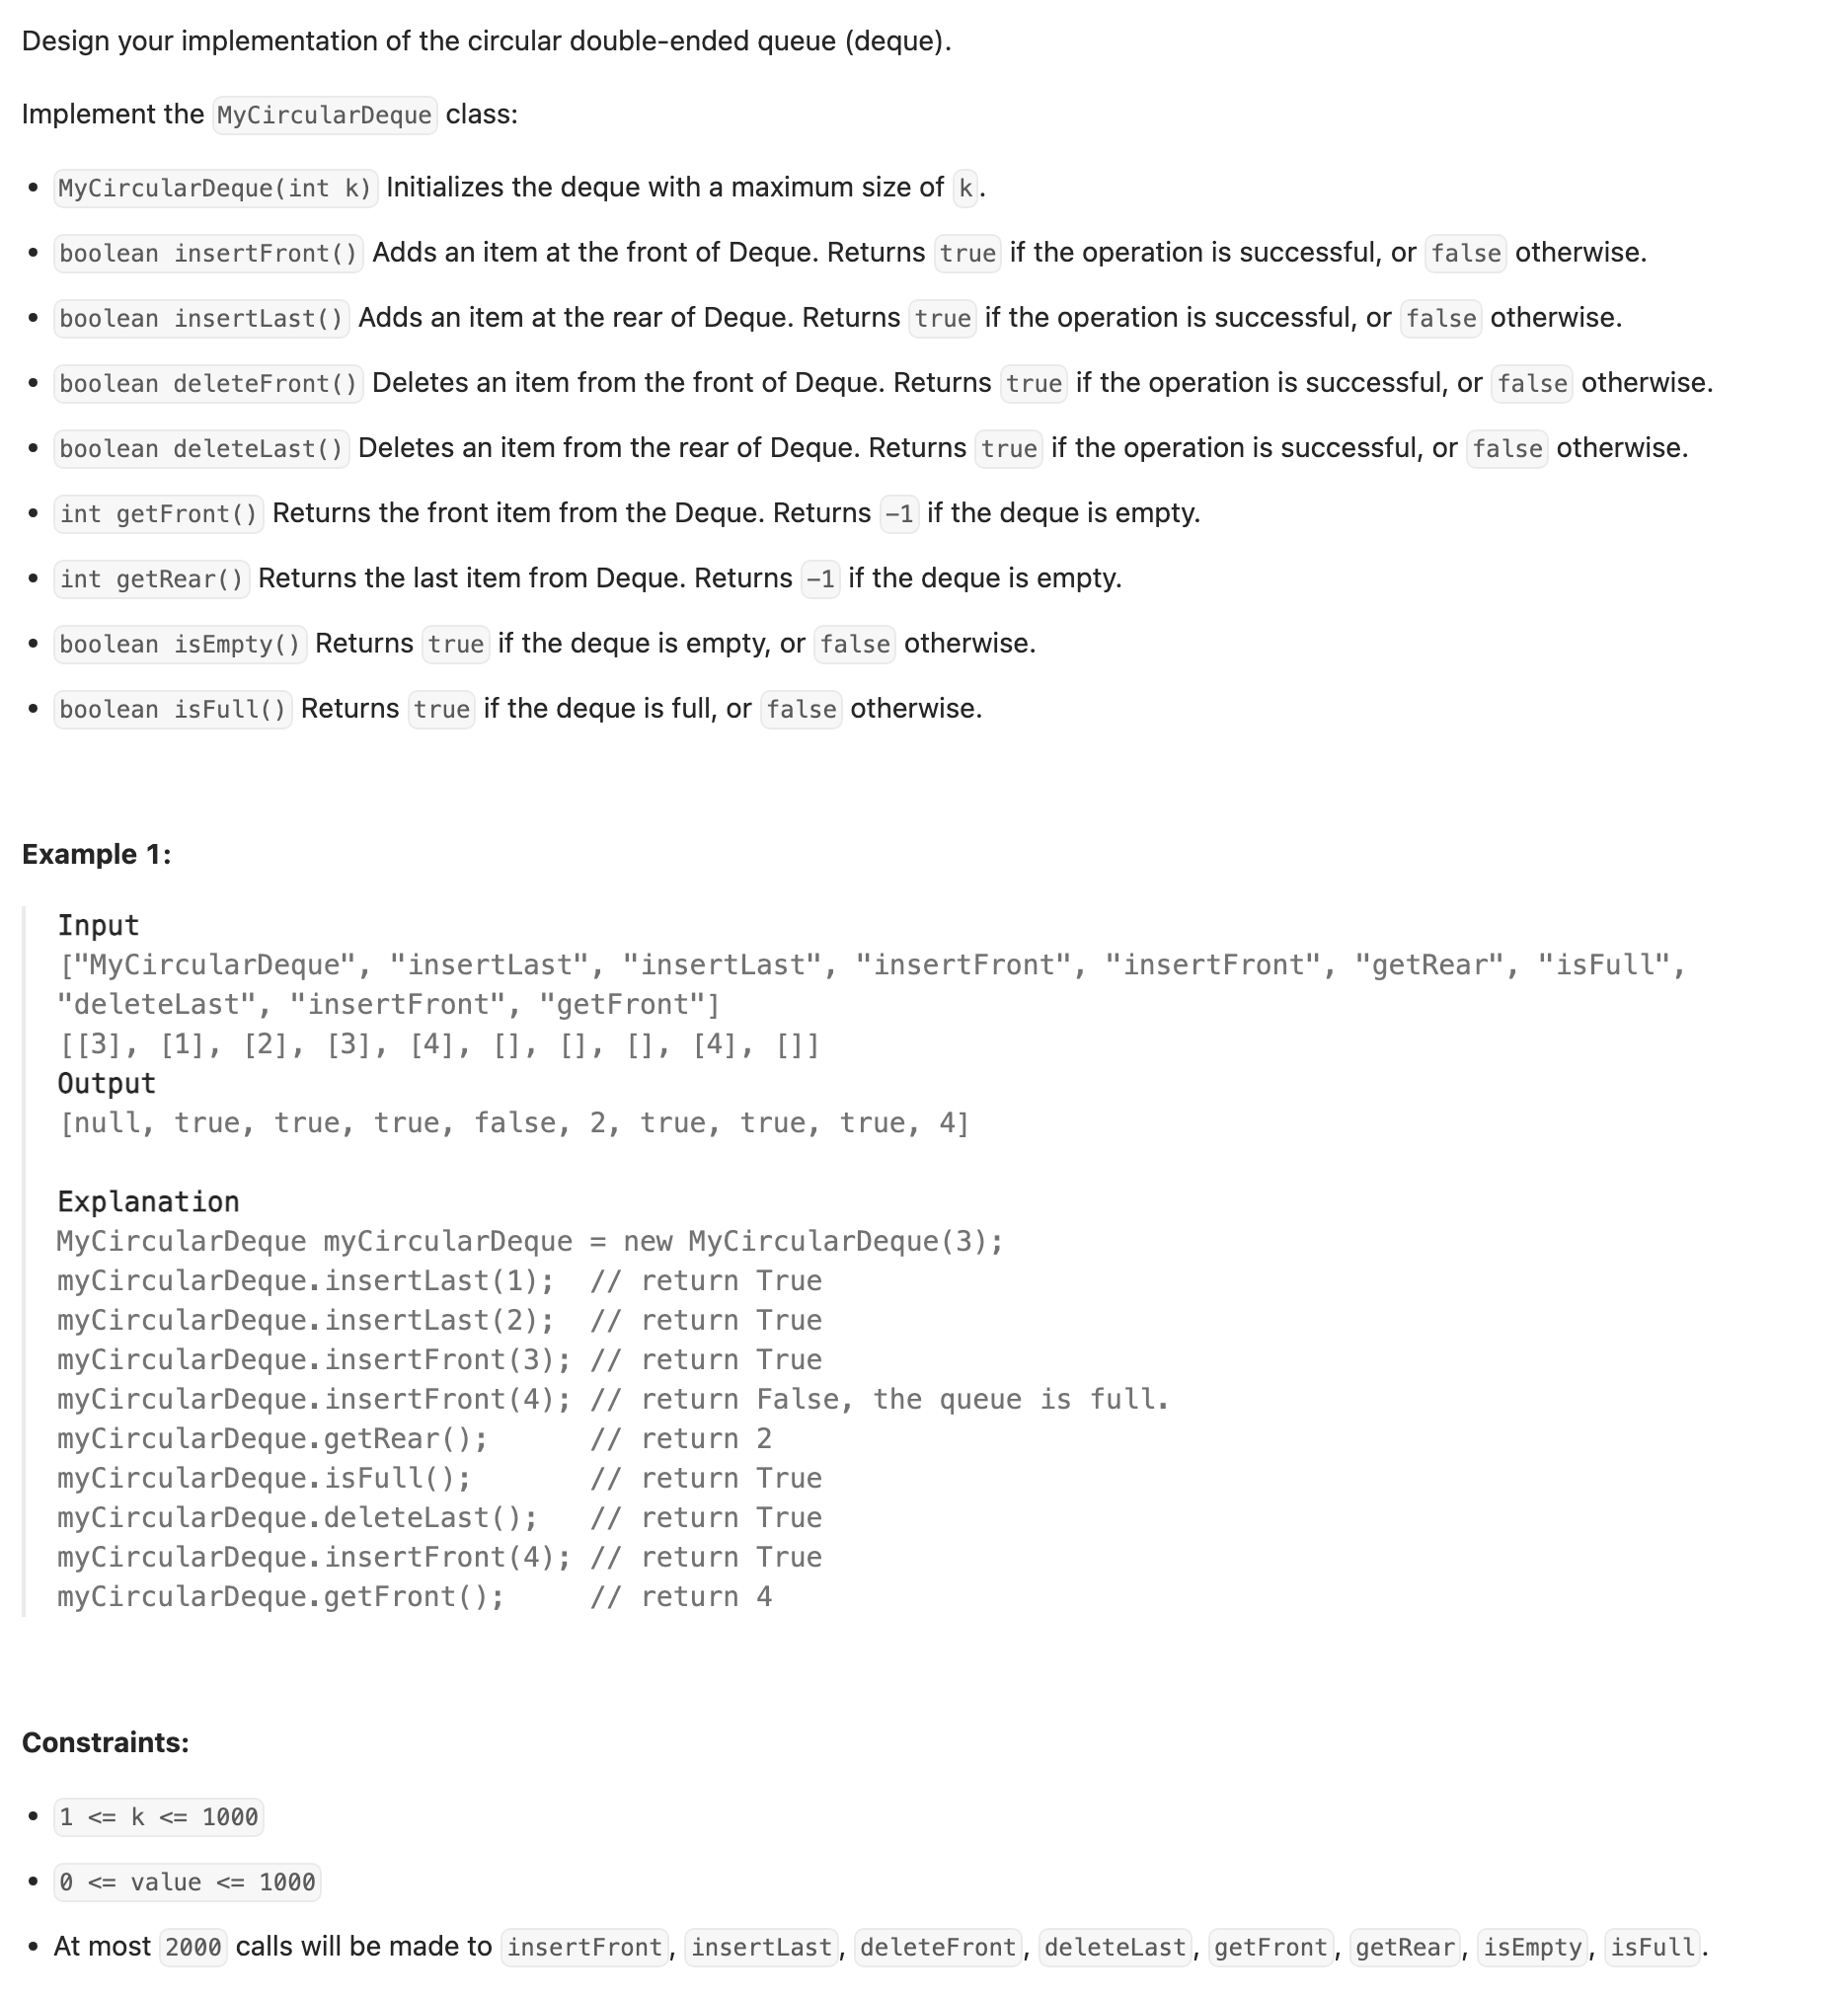 Design your implementation of the circular double-ended queue (deque).
Implement the MyCircularDeque class:
• MyCircularDeque(int k) Initializes the deque with a maximum size of k.
• boolean insertFront() Adds an item at the front of Deque. Returns true if the operation is successful, or false otherwise.
• boolean insertLast() Adds an item at the rear of Deque. Returns true if the operation is successful, or false otherwise.
• boolean deleteFront() Deletes an item from the front of Deque. Returns true if the operation is successful, or false otherwise.
• boolean deleteLast() Deletes an item from the rear of Deque. Returns true if the operation is successful, or false otherwise.
• int getFront() Returns the front item from the Deque. Returns -1 if the deque is empty.
• int getRear() Returns the last item from Deque. Returns -1 if the deque is empty.
• boolean isEmpty() Returns true if the deque is empty, or false otherwise.
• boolean isFull() Returns true if the deque is full, or false otherwise.
Example 1:
Input
["MyCircularDeque", "insertLast", "insertLast", "insertFront", "insertFront", "getRear", "isFull",
"deleteLast", "insertFront", "getFront"]
[[3], [1], [2], [3], [4], [], [], [], [4], []]
Output
[null, true, true, true, false, 2, true, true, true, 4]
Explanation
MyCircularDeque myCircularDeque = new MyCircularDeque(3);
myCircularDeque.insertLast(1);  // return True
myCircularDeque.insertLast(2);  // return True
myCircularDeque.insertFront(3); // return True
myCircularDeque.insertFront(4); // return False, the queue is full.
myCircularDeque.getRear();      // return 2
myCircularDeque.isFull();       // return True
myCircularDeque.deleteLast();   // return True
myCircularDeque.insertFront(4); // return True
myCircularDeque.getFront();     // return 4
Constraints:
• 1 <= k <= 1000
• 0 <= value <= 1000
• At most 2000 calls will be made to insertFront, insertLast, deleteFront, deleteLast, getFront, getRear, isEmpty, isFull.